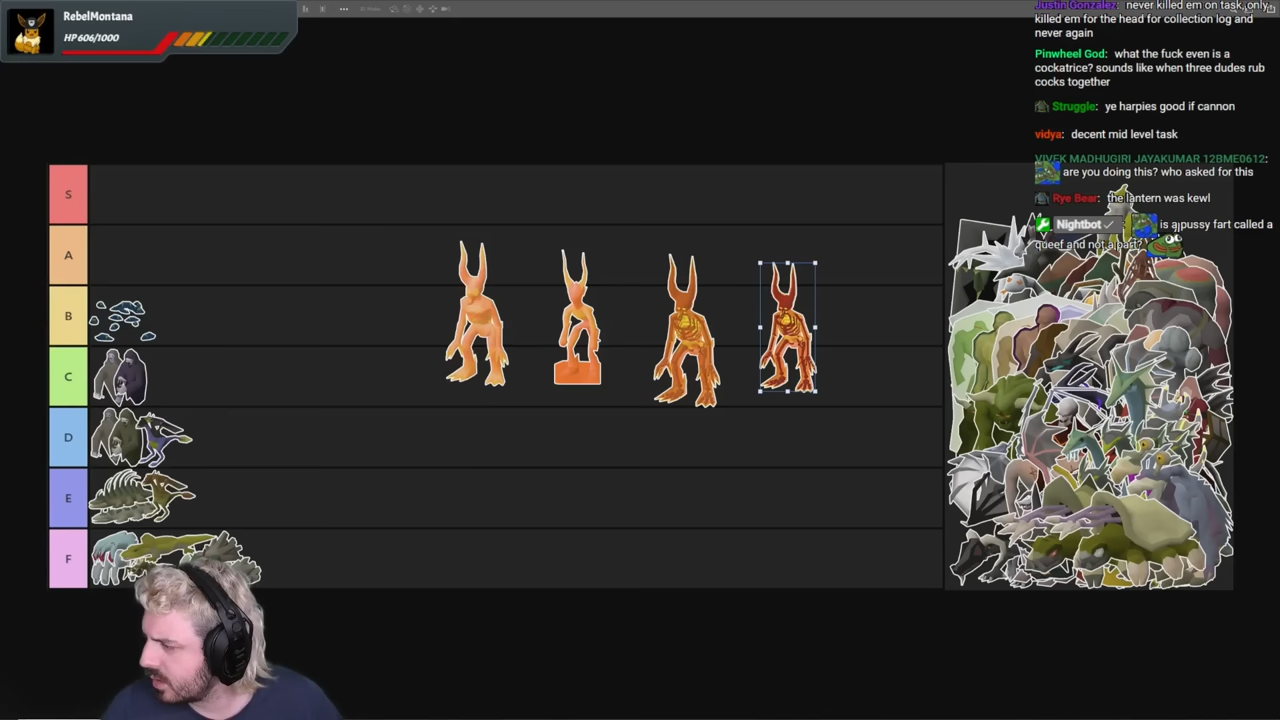 RebelMontana
HP 606/1000
Justin González: never killed em on task, only
killed em for the head for collection log and
never again
Pinwheel God: what the fuck even is a
cockatrice? sounds like when three dudes rub
cocks together
Struggle: ye harpies good if cannon
vidya: decent mid level task
VIVEK MADHUGIRI JAYAKUMAR 12BME0612:
are you doing this? who asked for this
Rye Bear: the lantern was kewl
Nightbot: is a pussy fart called a
queef and not a part?
S
A
B
C
D
E
F